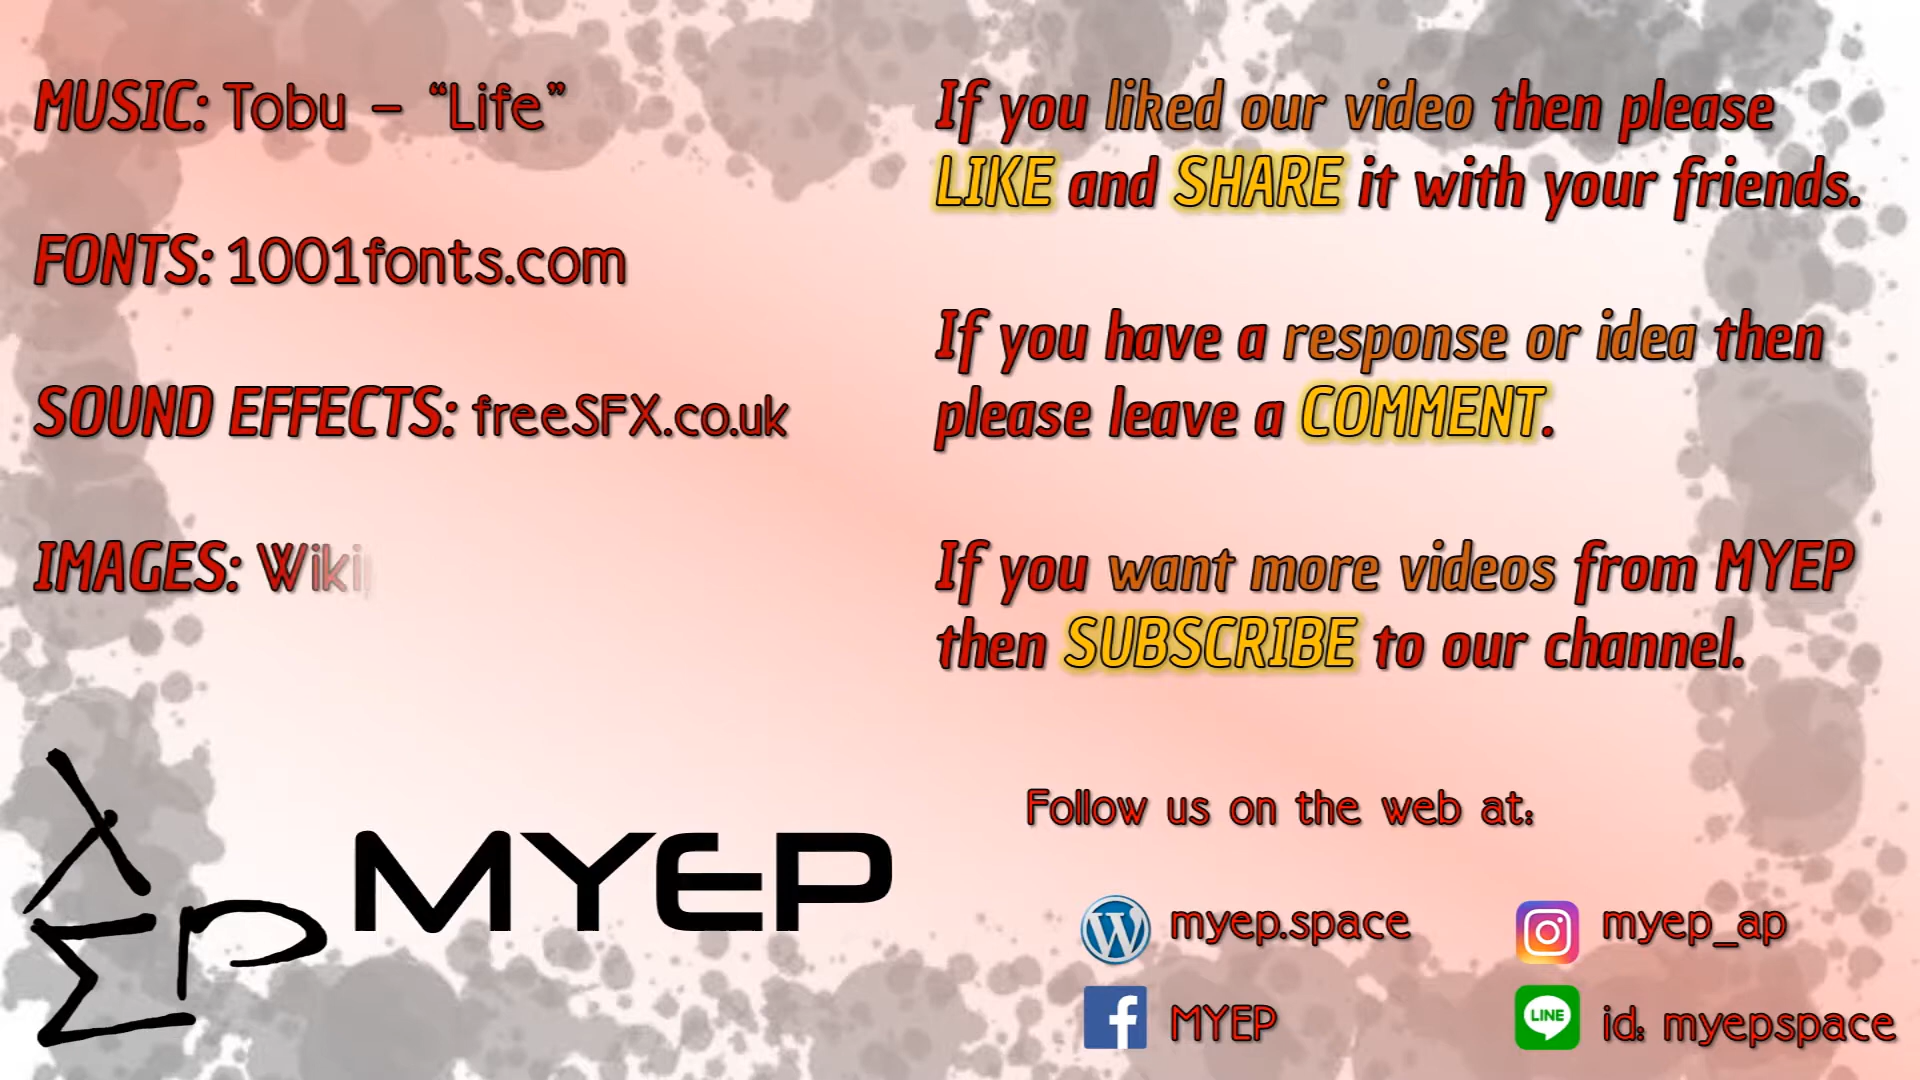 MUSIC: Tobu – “Life”
FONTS: 1001fonts.com
SOUND EFFECTS: freeSFX.co.uk
IMAGES:
If you liked our video then please
LIKE and SHARE it with your friends.
If you have a response or idea then
please leave a COMMENT.
If you want more videos from MYEP
then SUBSCRIBE to our channel.
MYEP
Follow us on the web at:
myep.space
myep_ap
MYEP
LINE
id: myepspace